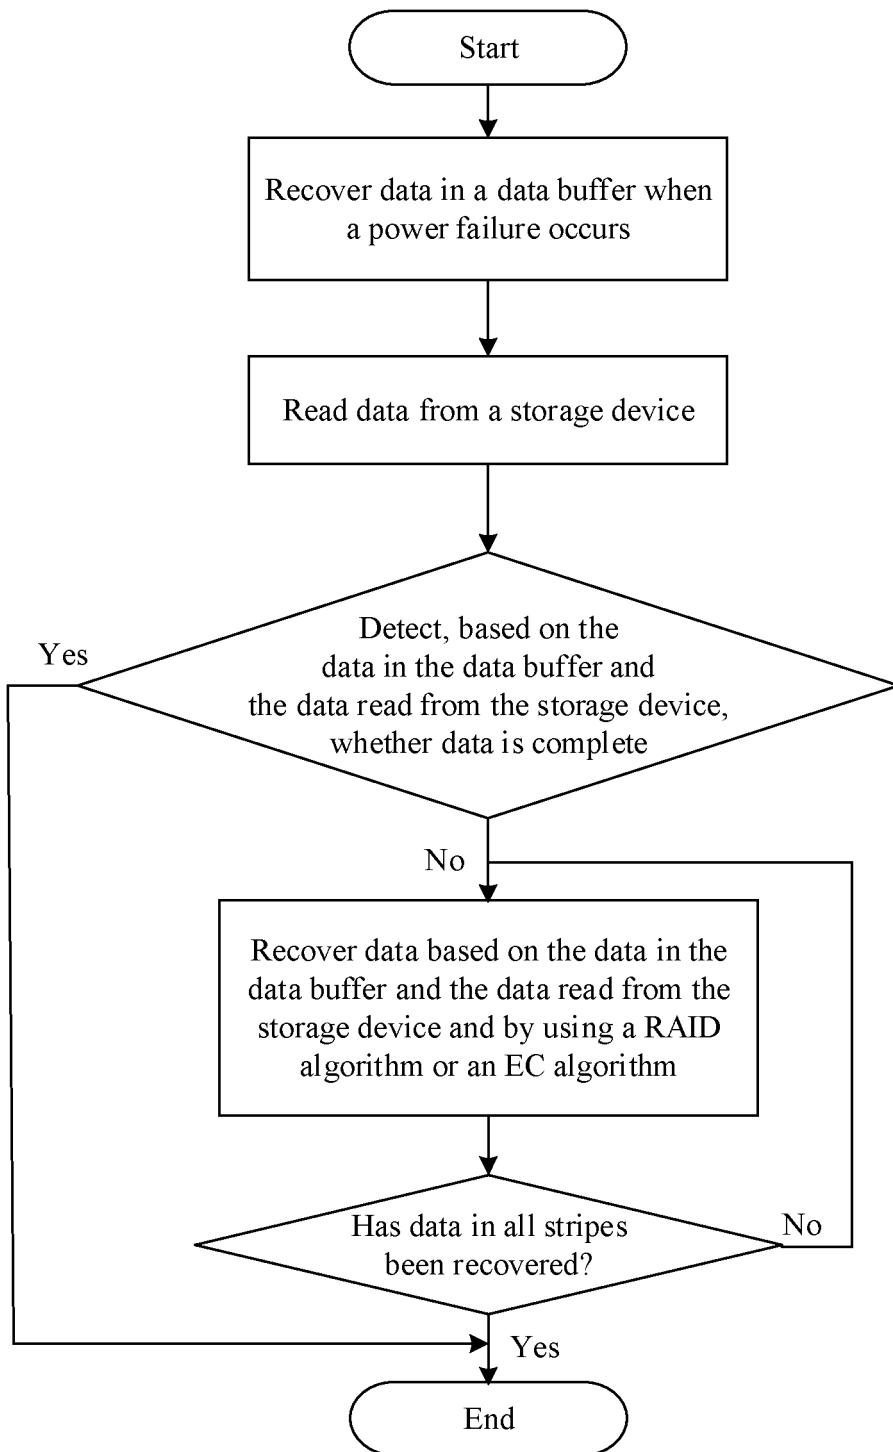 Start
Recover data in a data buffer when
a power failure occurs
Read data from a storage device
Detect, based on the
data in the data buffer and
the data read from the storage device,
whether data is complete
Yes
No
Recover data based on the data in the
data buffer and the data read from the
storage device and by using a RAID
algorithm or an EC algorithm
Has data in all stripes
been recovered?
No
Yes
End